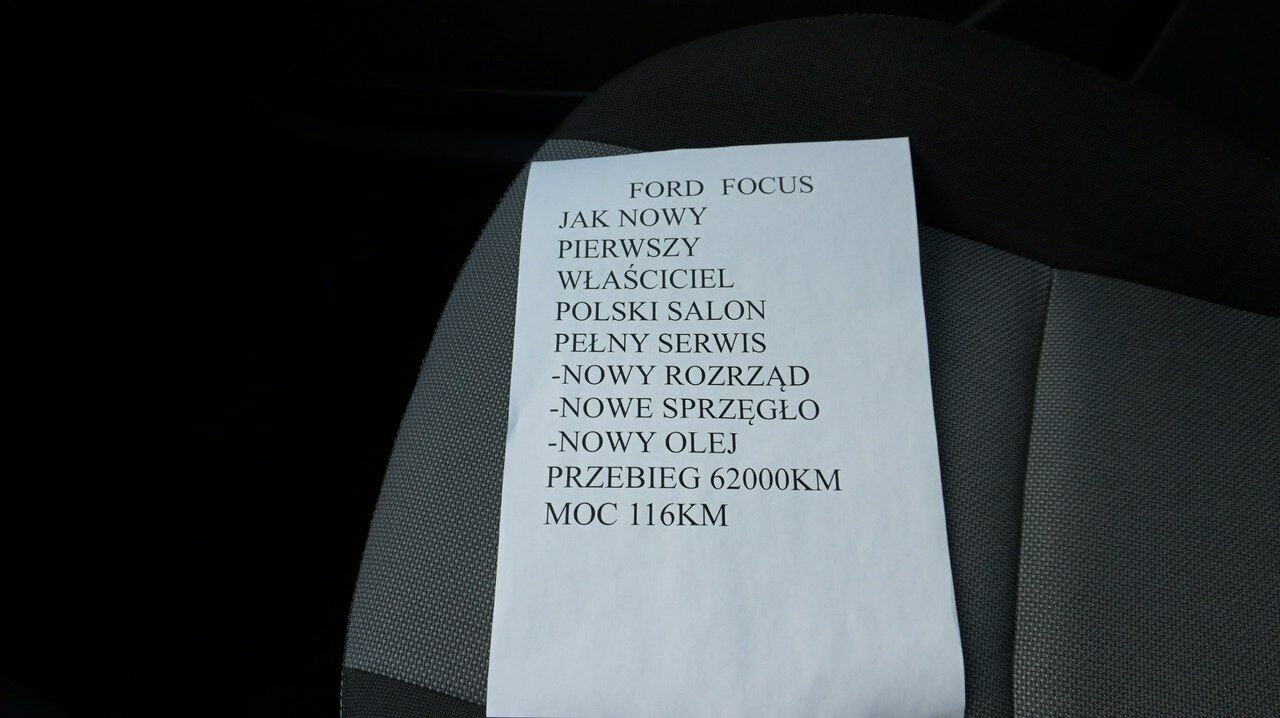 FORD FOCUS
JAK NOWY
PIERWSZY
WŁAŚCICIEL
POLSKI SALON
PEŁNY SERWIS
-NOWY ROZRZĄD
-NOWE SPRZĘGŁO
-NOWY OLEJ
PRZEBIEG 62000KM
MOC 116KM